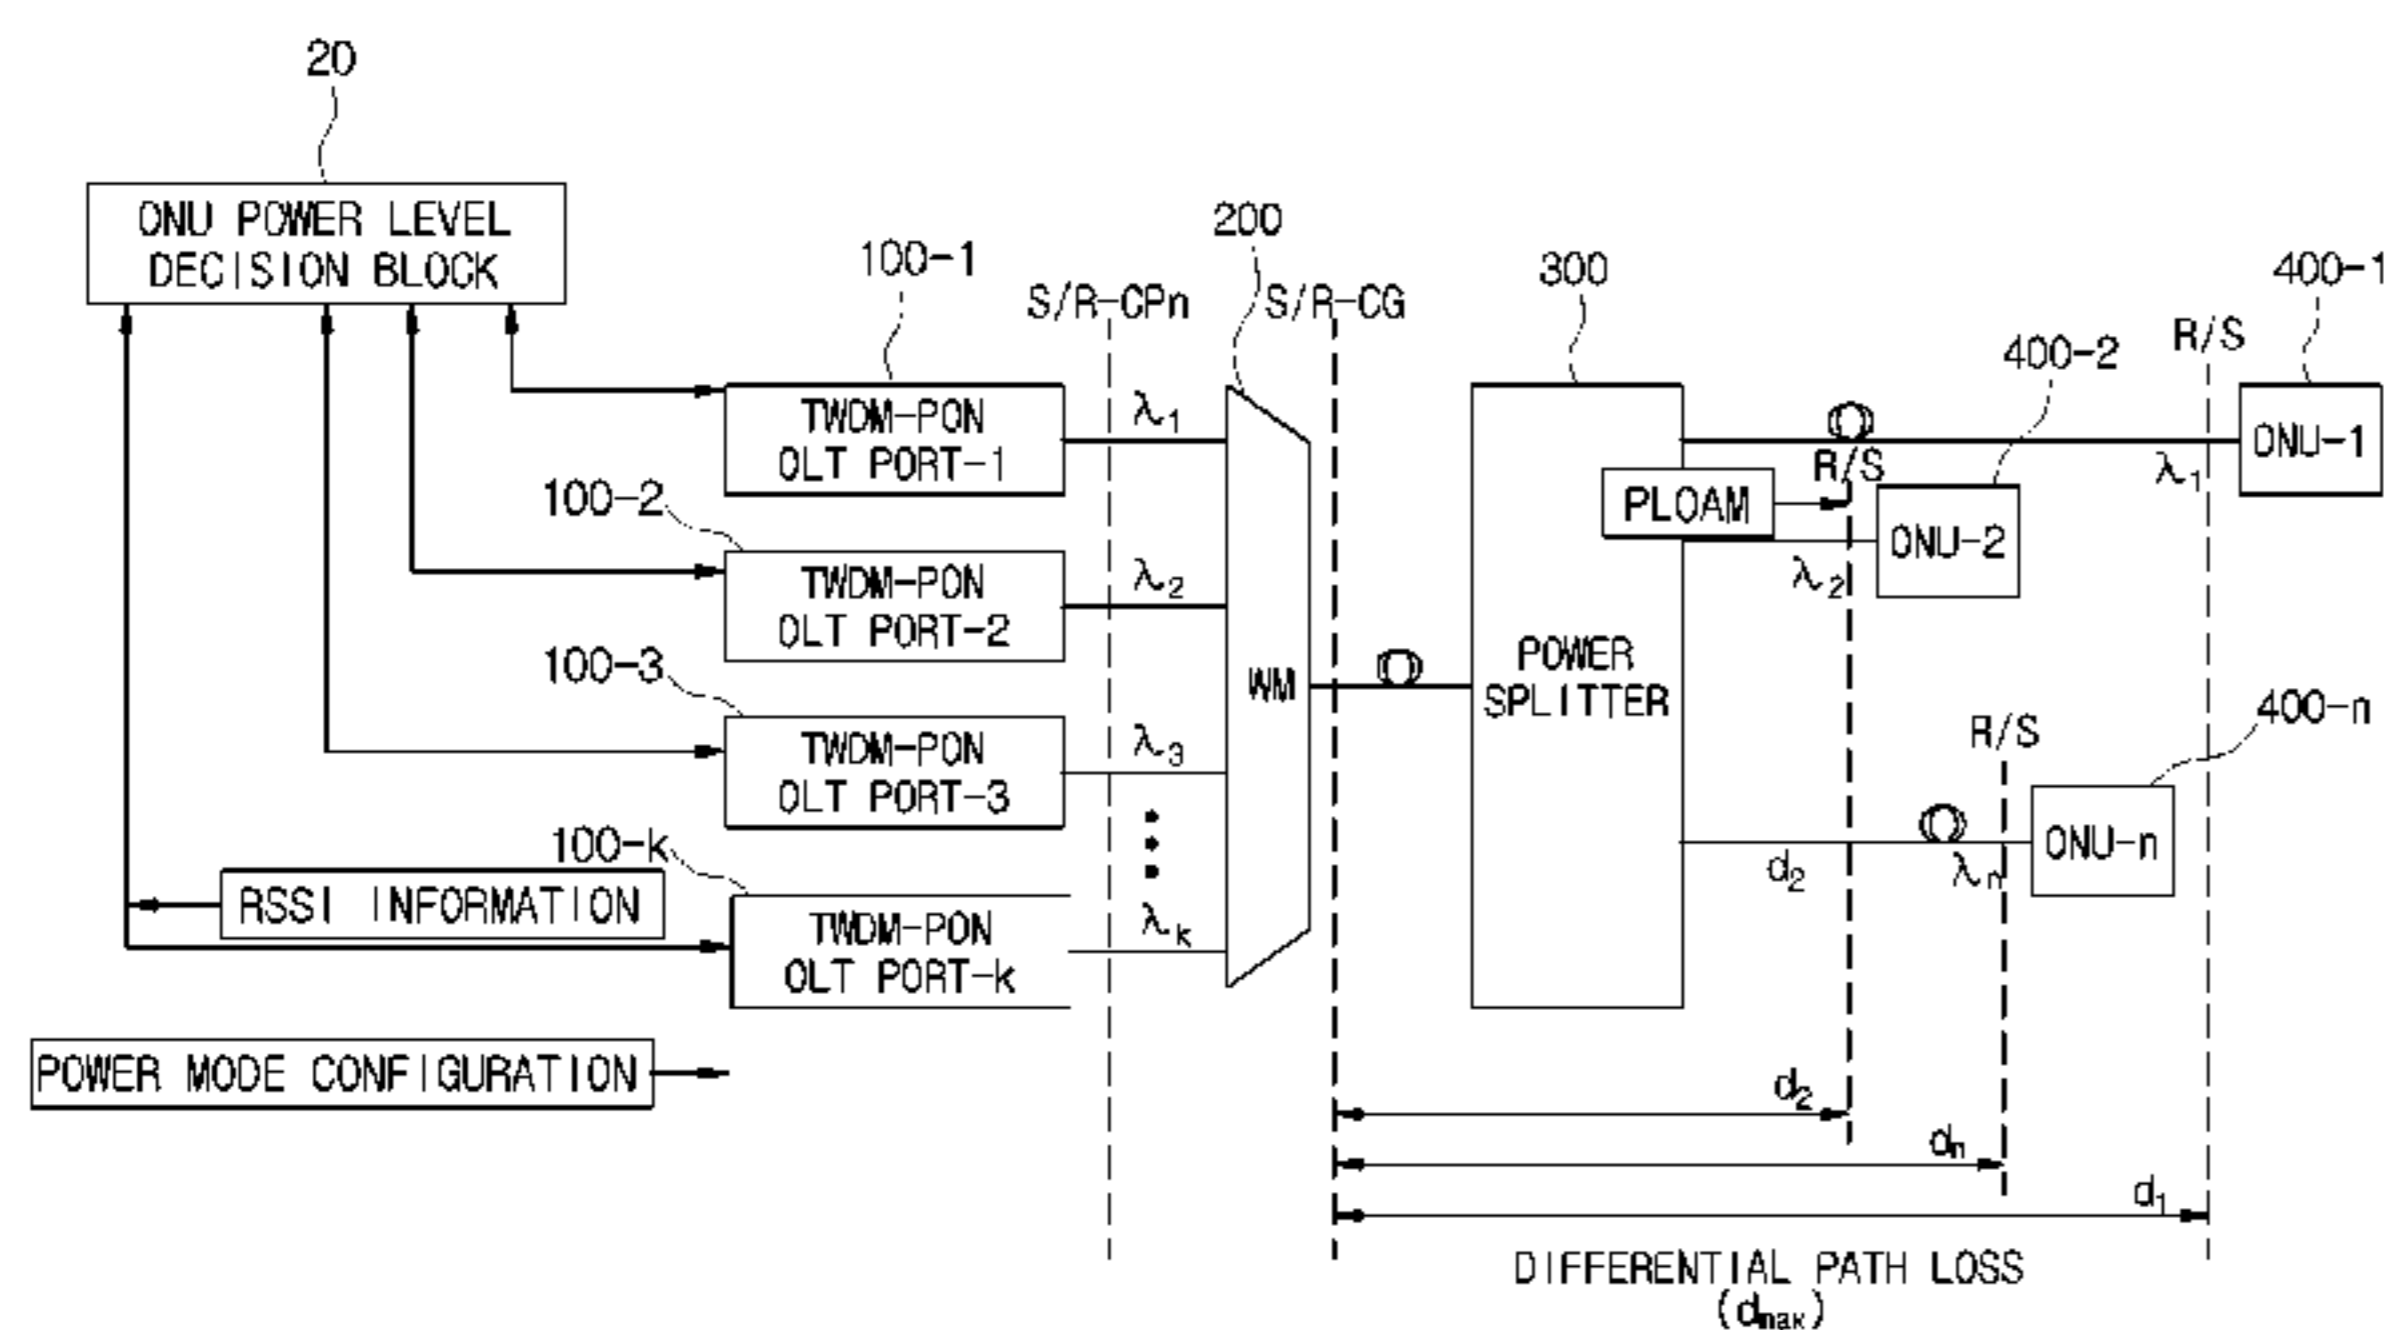 20
ONU POWER LEVEL
DECISION BLOCK
100-1
S/R-CPn
200
S/R-CG
300
400-1
R/S
400-2
TWDM-PON
OLT PORT-1
λ1
ONU-1
λ1
R/S
PLOAM
ONU-2
λ2
100-2
TWDM-PON
OLT PORT-2
λ2
100-3
TWDM-PON
OLT PORT-3
λ3
WM
POWER
SPLITTER
400-n
R/S
ONU-n
d2
λn
100-k
RSSI INFORMATION
TWDM-PON
OLT PORT-k
λk
POWER MODE CONFIGURATION
d2
dn
d1
DIFFERENTIAL PATH LOSS
(dmax)